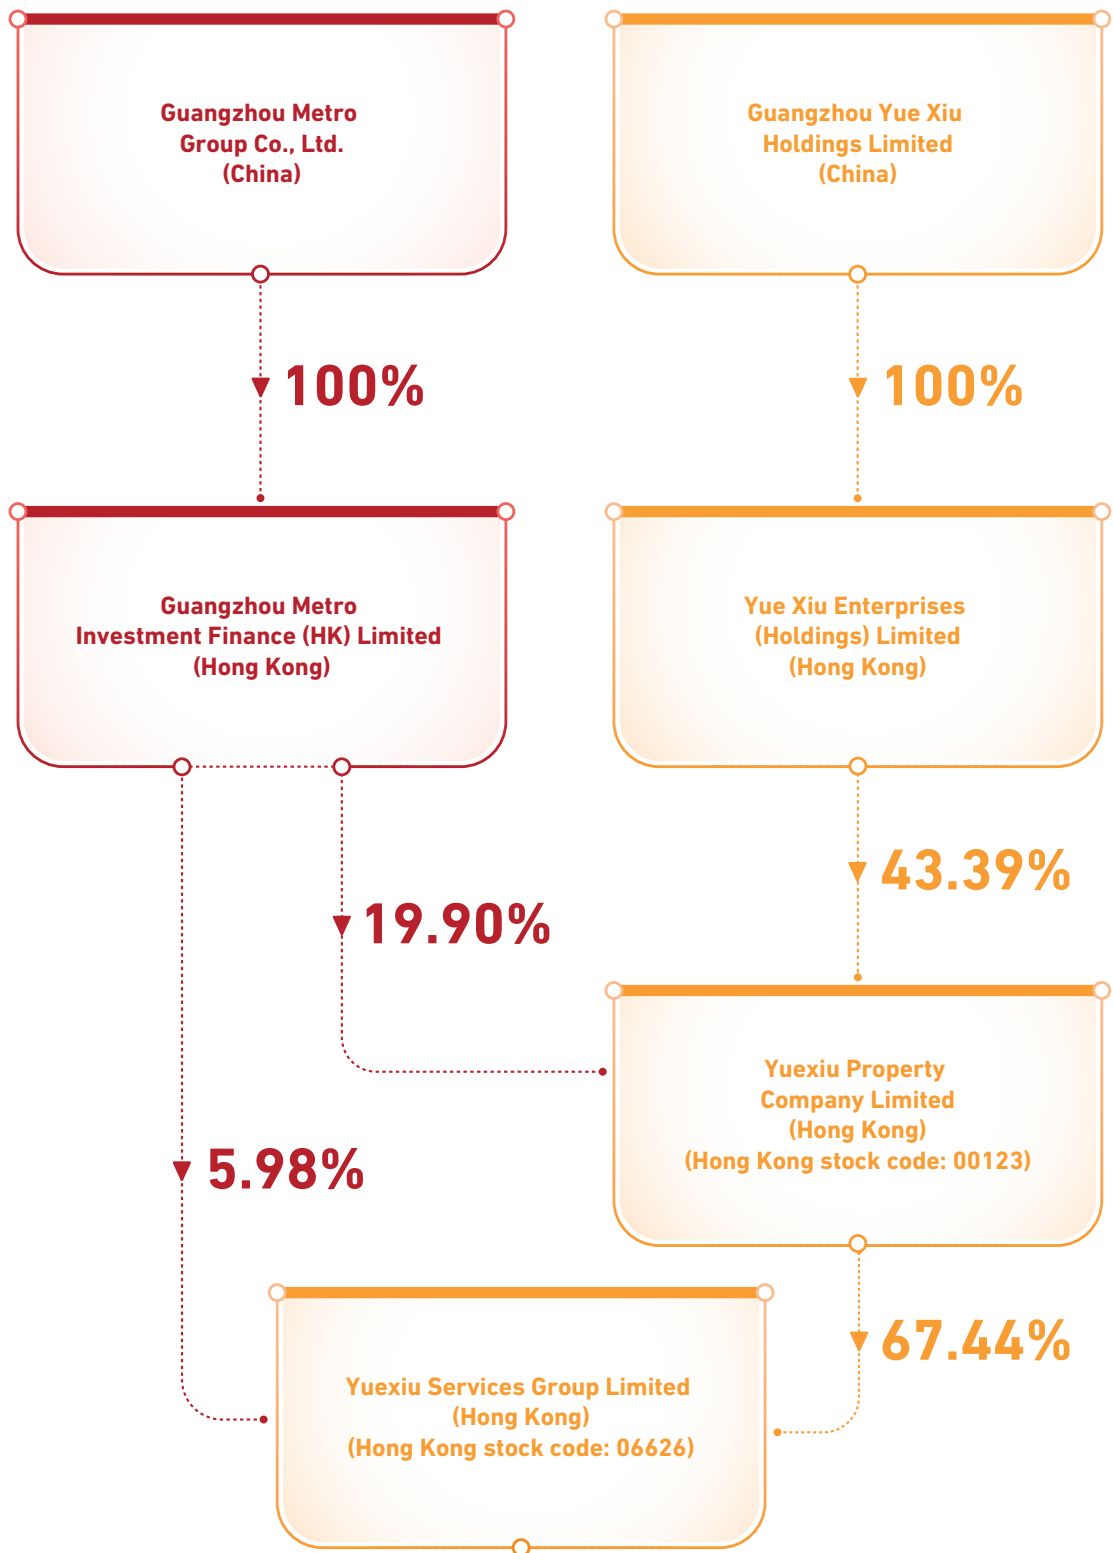 Guangzhou Metro
Group Co., Ltd.
(China)
Guangzhou Yue Xiu
Holdings Limited
(China)
100%
100%
Guangzhou Metro
Investment Finance (HK) Limited
(Hong Kong)
Yue Xiu Enterprises
(Holdings) Limited
(Hong Kong)
43.39%
19.90%
Yuexiu Property
Company Limited
(Hong Kong)
(Hong Kong stock code: 00123)
5.98%
67.44%
Yuexiu Services Group Limited
(Hong Kong)
(Hong Kong stock code: 06626)